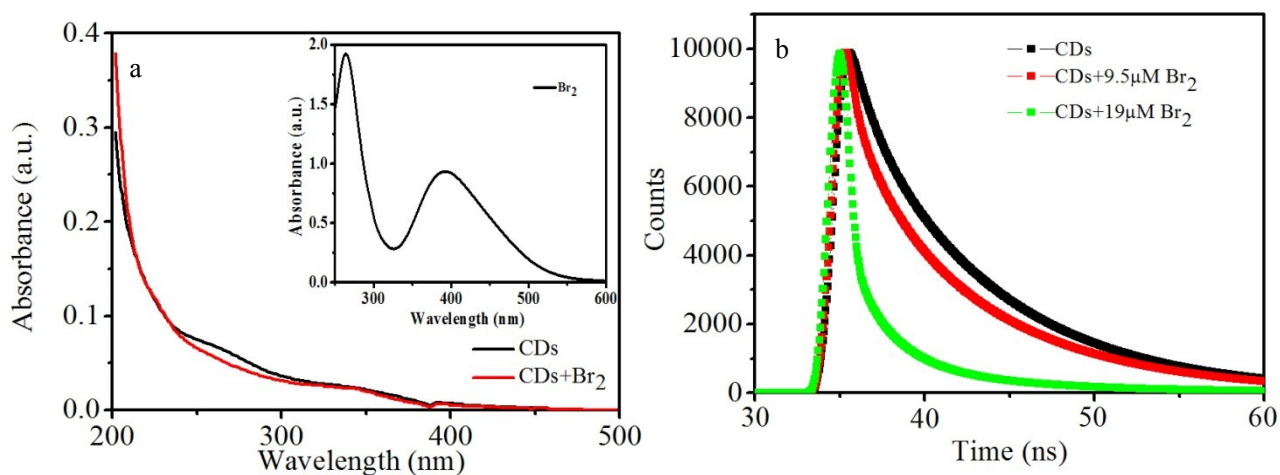 a
Absorbance (a.u.)
0.4
0.3
0.2
0.1
0.0
200
300
400
500
Wavelength (nm)
CDs
CDs+Br2
Absorbance (a.u.)
2.0
1.5
1.0
0.5
0.0
300
400
500
600
Wavelength (nm)
Br2
b
Counts
10000
8000
6000
4000
2000
0
30
40
50
60
Time (ns)
CDs
CDs+9.5μM Br2
CDs+19μM Br2